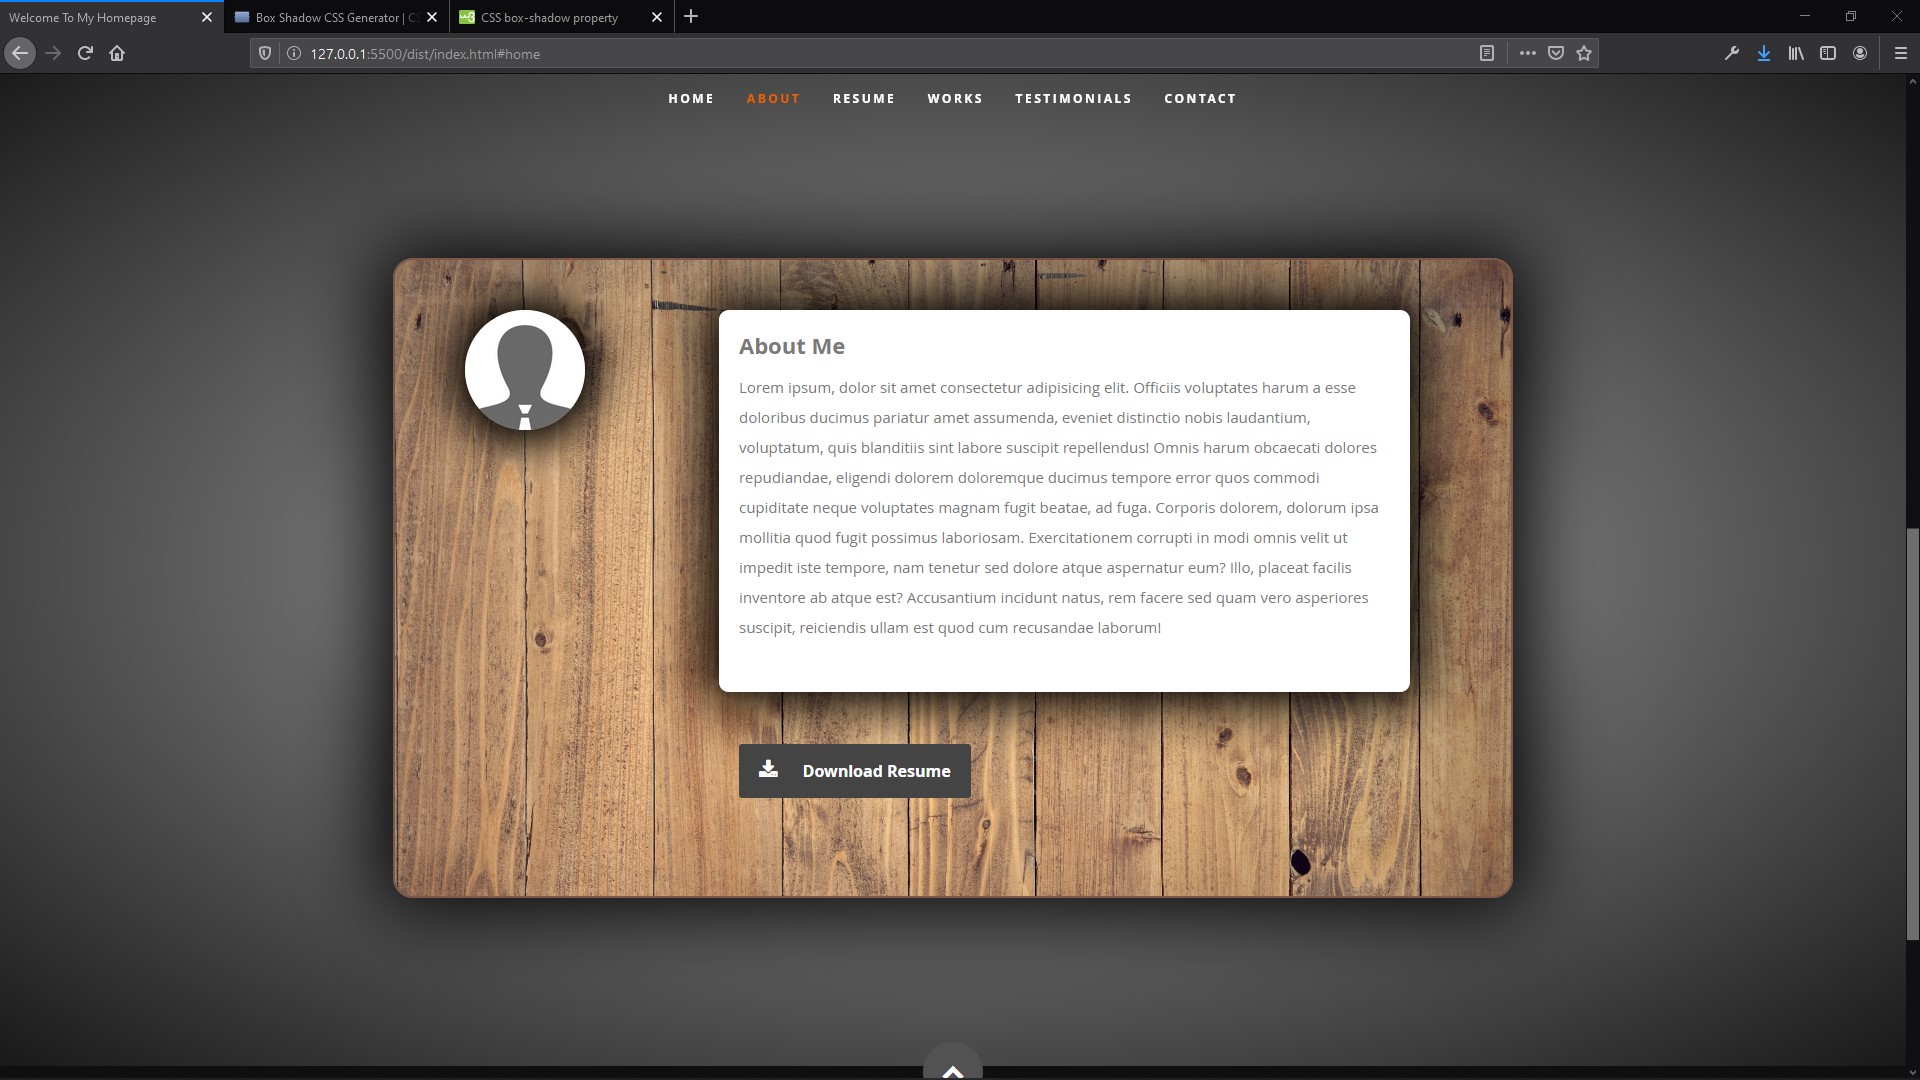 Welcome To My Homepage
Box Shadow CSS Generator | CS
CSS box-shadow property
127.0.0.1:5500/dist/index.html#home
HOME
ABOUT
RESUME
WORKS
TESTIMONIALS
CONTACT
About Me
Lorem ipsum, dolor sit amet consectetur adipisicing elit. Officiis voluptates harum a esse
doloribus ducimus pariatur amet assumenda, eveniet distinctio nobis laudantium,
voluptatum, quis blanditiis sint labore suscipit repellendus! Omnis harum obcaecati dolores
repudiandae, eligendi dolorem doloremque ducimus tempore error quos commodi
cupiditate neque voluptates magnam fugit beatae, ad fuga. Corporis dolorem, dolorum ipsa
mollitia quod fugit possimus laboriosam. Exercitationem corrupti in modi omnis velit ut
impedit iste tempore, nam tenetur sed dolore atque aspernatur eum? Illo, placeat facilis
inventore ab atque est? Accusantium incidunt natus, rem facere sed quam vero asperiores
suscipit, reiciendis ullam est quod cum recusandae laborum!
Download Resume